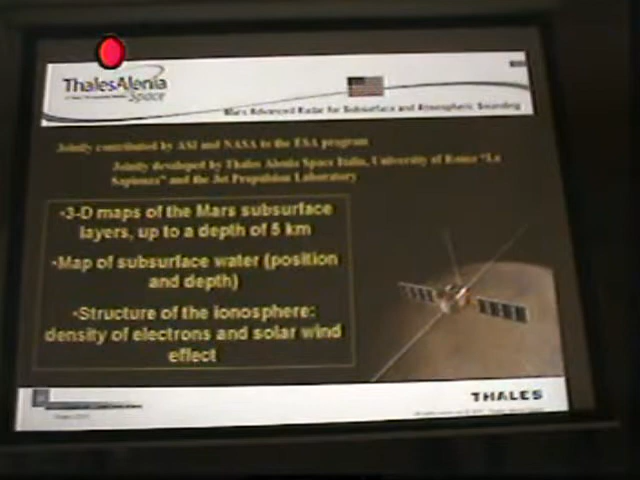 ThalesAlenia
Space
Mars Advanced Radar for Subsurface and Atmospheric Sounding
Jointly contributed by ASI and NASA to the ESA program
Jointly developed by Thales Alenia Space Italia, University of Rome "La
Sapienza" and the Jet Propulsion Laboratory
•3-D maps of the Mars subsurface
layers, up to a depth of 5 km
•Map of subsurface water (position
and depth)
•Structure of the ionosphere:
density of electrons and solar wind
effect
THALES